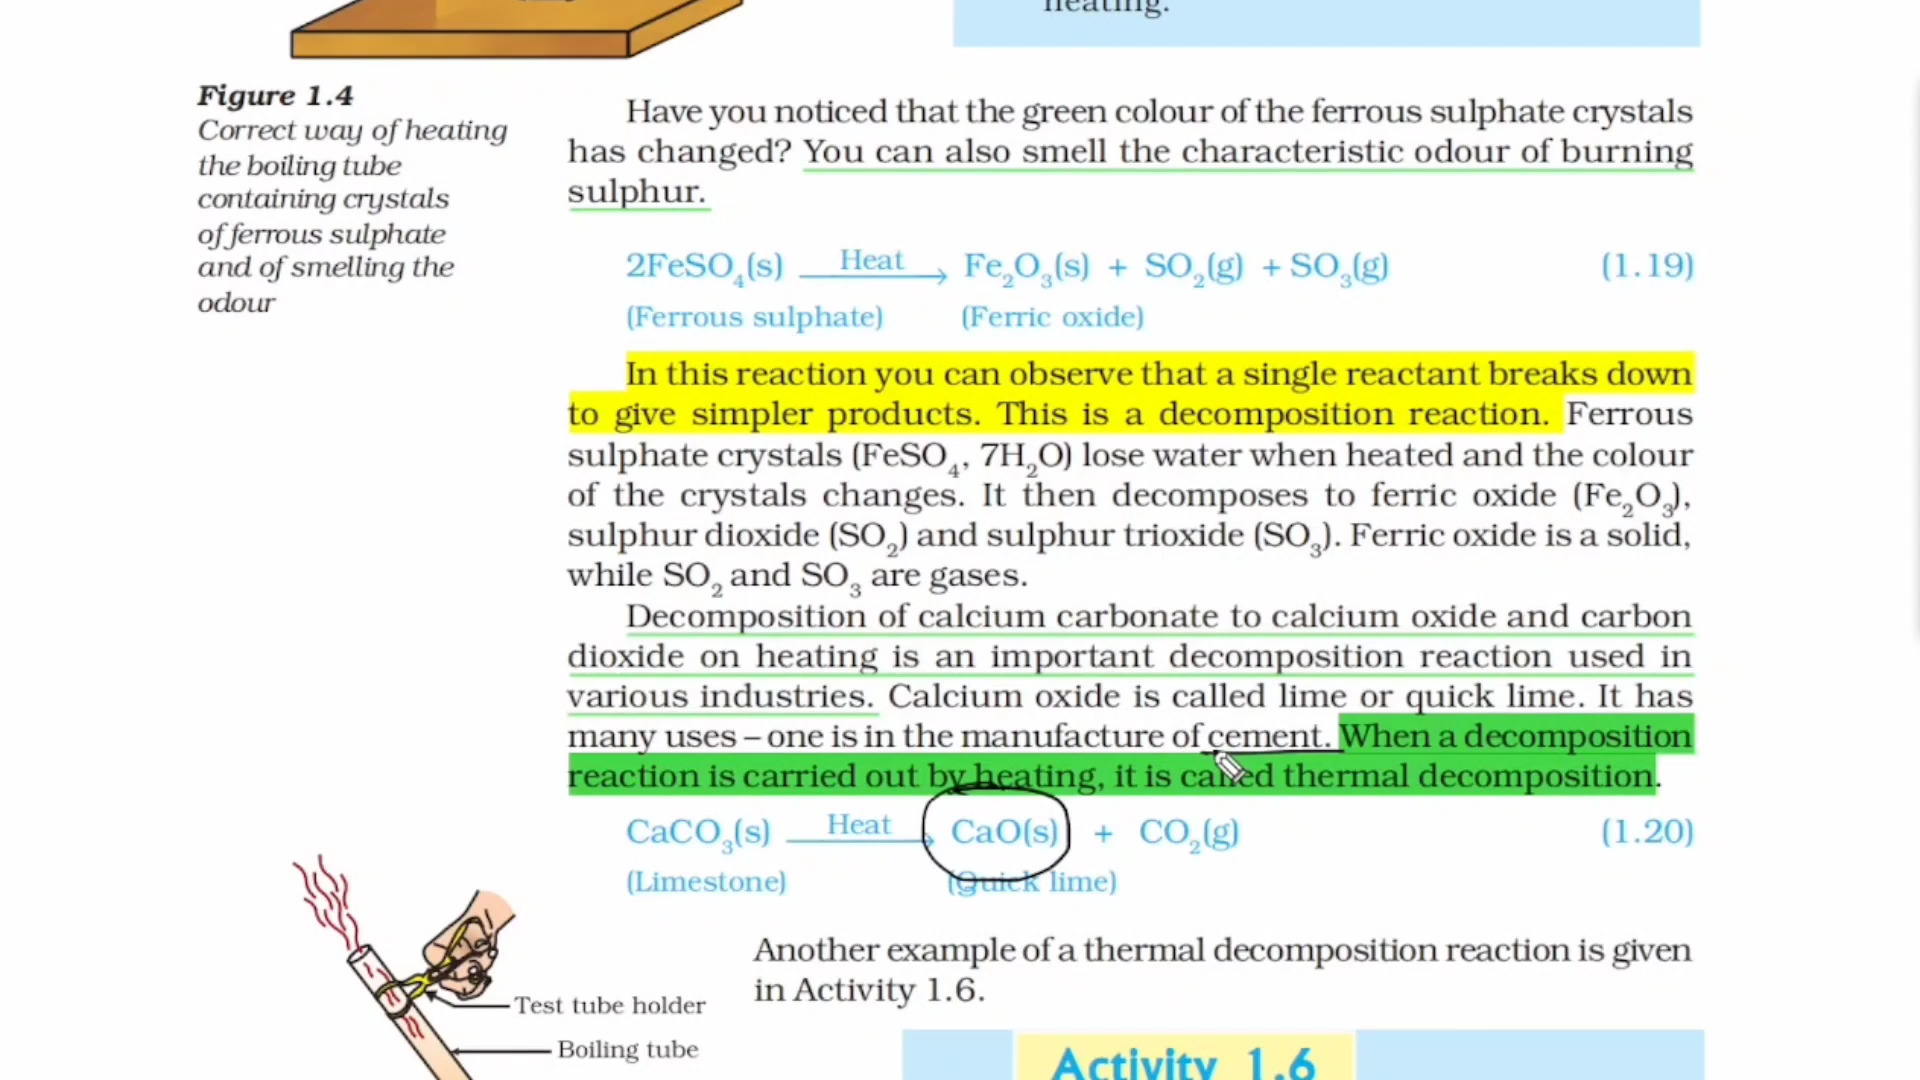 heating.
Figure 1.4
Correct way of heating
the boiling tube
containing crystals
of ferrous sulphate
and of smelling the
odour
Have you noticed that the green colour of the ferrous sulphate crystals
has changed? You can also smell the characteristic odour of burning
sulphur.
2FeSO₄(s) Heat→ Fe₂O₃(s) + SO₂(g) + SO₃(g) (1.19)
(Ferrous sulphate) (Ferric oxide)
In this reaction you can observe that a single reactant breaks down
to give simpler products. This is a decomposition reaction. Ferrous
sulphate crystals (FeSO₄, 7H₂O) lose water when heated and the colour
of the crystals changes. It then decomposes to ferric oxide (Fe₂O₃),
sulphur dioxide (SO₂) and sulphur trioxide (SO₃). Ferric oxide is a solid,
while SO₂ and SO₃ are gases.
Decomposition of calcium carbonate to calcium oxide and carbon
dioxide on heating is an important decomposition reaction used in
various industries. Calcium oxide is called lime or quick lime. It has
many uses – one is in the manufacture of cement. When a decomposition
reaction is carried out by heating, it is called thermal decomposition.
CaCO₃(s) Heat→ CaO(s) + CO₂(g) (1.20)
(Limestone) (Quick lime)
Another example of a thermal decomposition reaction is given
in Activity 1.6.
Test tube holder
Boiling tube
Activity 1.6